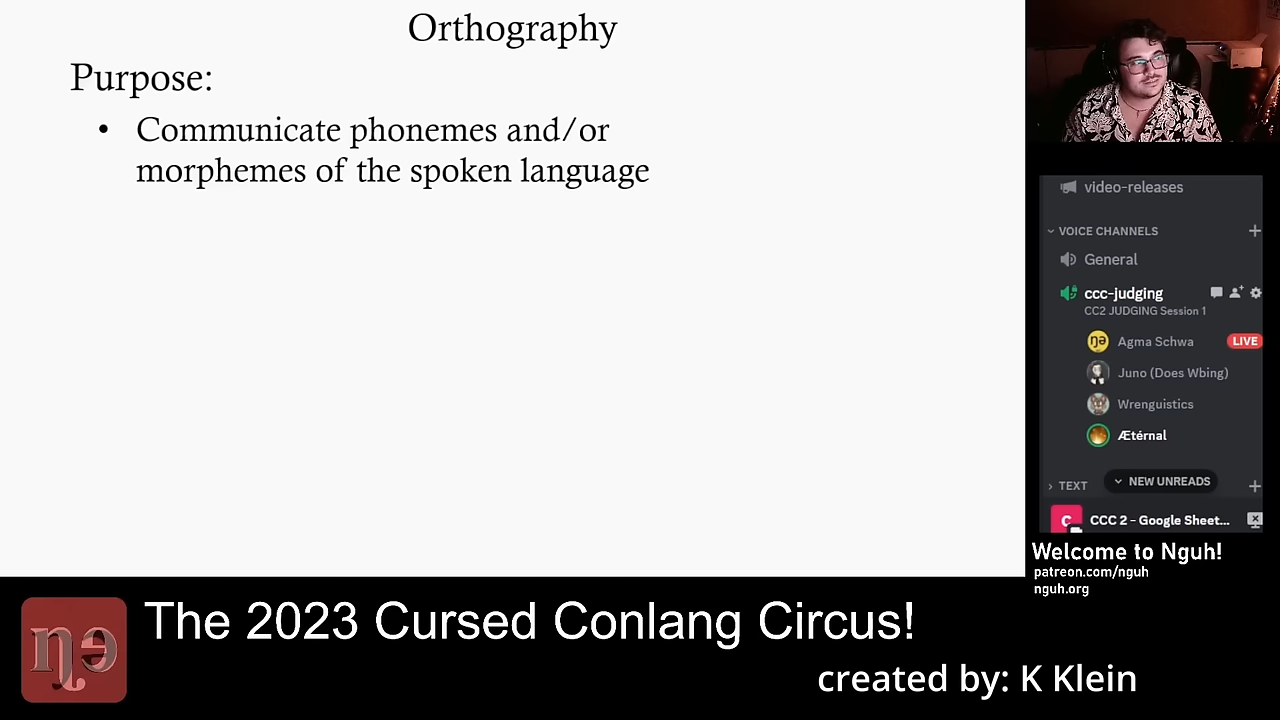 Orthography
Purpose:
• Communicate phonemes and/or
morphemes of the spoken language
video-releases
VOICE CHANNELS
General
ccc-judging
CC2 JUDGING Session 1
ŋə Agma Schwa LIVE
Juno (Does Wbing)
Wrenguistics
Ætérnal
TEXT NEW UNREADS
C CCC 2 – Google Sheet...
Welcome to Nguh!
patreon.com/nguh
nguh.org
ŋə
The 2023 Cursed Conlang Circus!
created by: K Klein